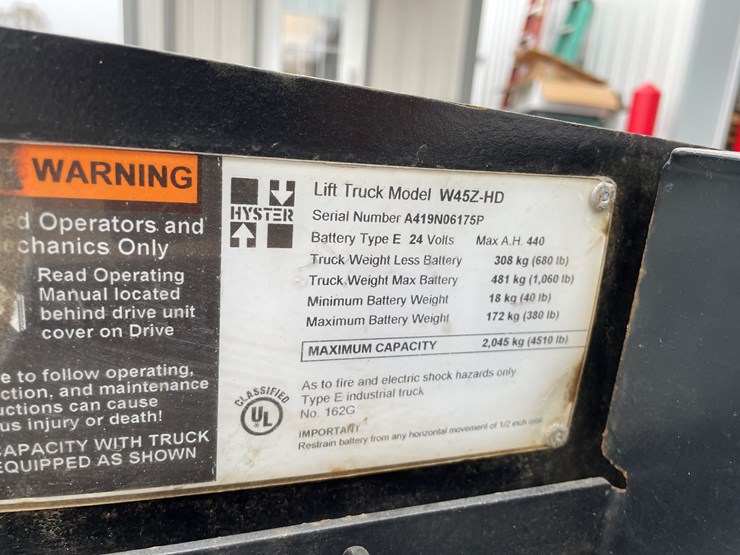 WARNING
d Operators and
chanics Only
Read Operating
Manual located
behind drive unit
cover on Drive
e to follow operating,
ction, and maintenance
uctions can cause
us injury or death!
APACITY WITH TRUCK
QUIPPED AS SHOWN
HYSTER
Lift Truck Model W45Z-HD
Serial Number A419N06175P
Battery Type E 24 Volts Max A.H. 440
Truck Weight Less Battery 308 kg (680 lb)
Truck Weight Max Battery 481 kg (1,060 lb)
Minimum Battery Weight 18 kg (40 lb)
Maximum Battery Weight 172 kg (380 lb)
MAXIMUM CAPACITY 2,045 kg (4510 lb)
CLASSIFIED
UL
As to fire and electric shock hazards only
Type E industrial truck
No. 162G
IMPORTANT
Restrain battery from any horizontal movement of 1/2 inch